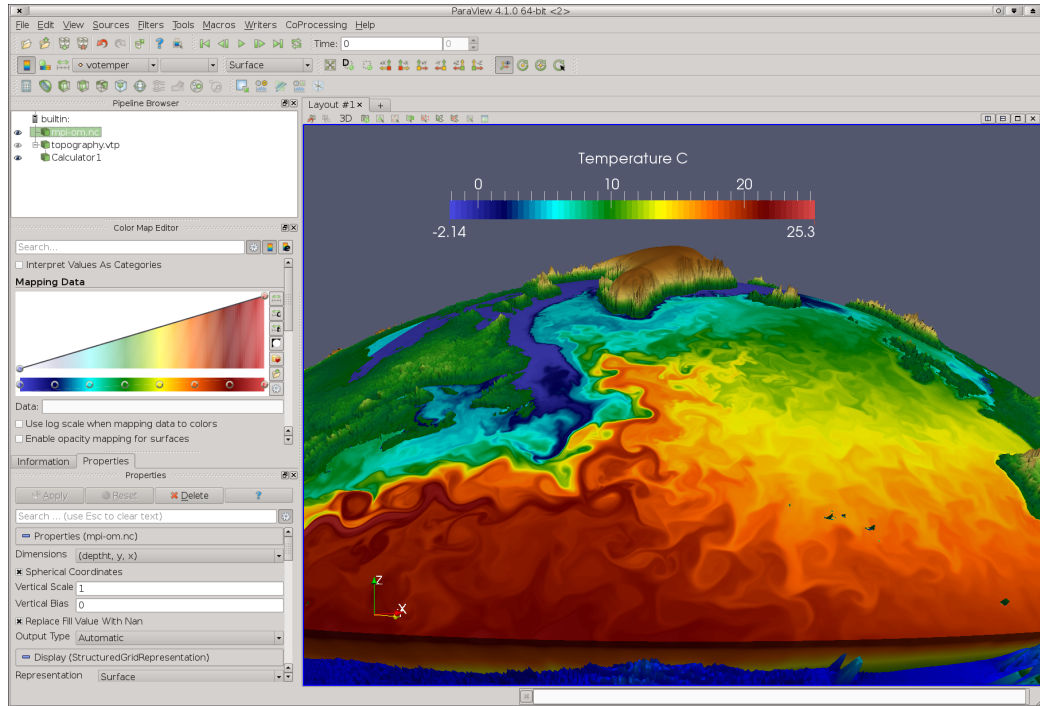 ParaView 4.1.0 64-bit <2>
File Edit View Sources Filters Tools Macros Writers CoProcessing Help
Time: 0 0
votemper Surface
Pipeline Browser
builtin:
mpi-om.nc
topography.vtp
Calculator1
Color Map Editor
Search...
Interpret Values As Categories
Mapping Data
Data:
Use log scale when mapping data to colors
Enable opacity mapping for surfaces
Information Properties
Properties
Apply Reset Delete ?
Search ... (use Esc to clear text)
Properties (mpi-om.nc)
Dimensions (deptht, y, x)
Spherical Coordinates
Vertical Scale 1
Vertical Bias 0
Replace Fill Value With Nan
Output Type Automatic
Display (StructuredGridRepresentation)
Representation Surface
Layout #1 +
3D
Temperature C
0 10 20
-2.14 25.3
Z
X